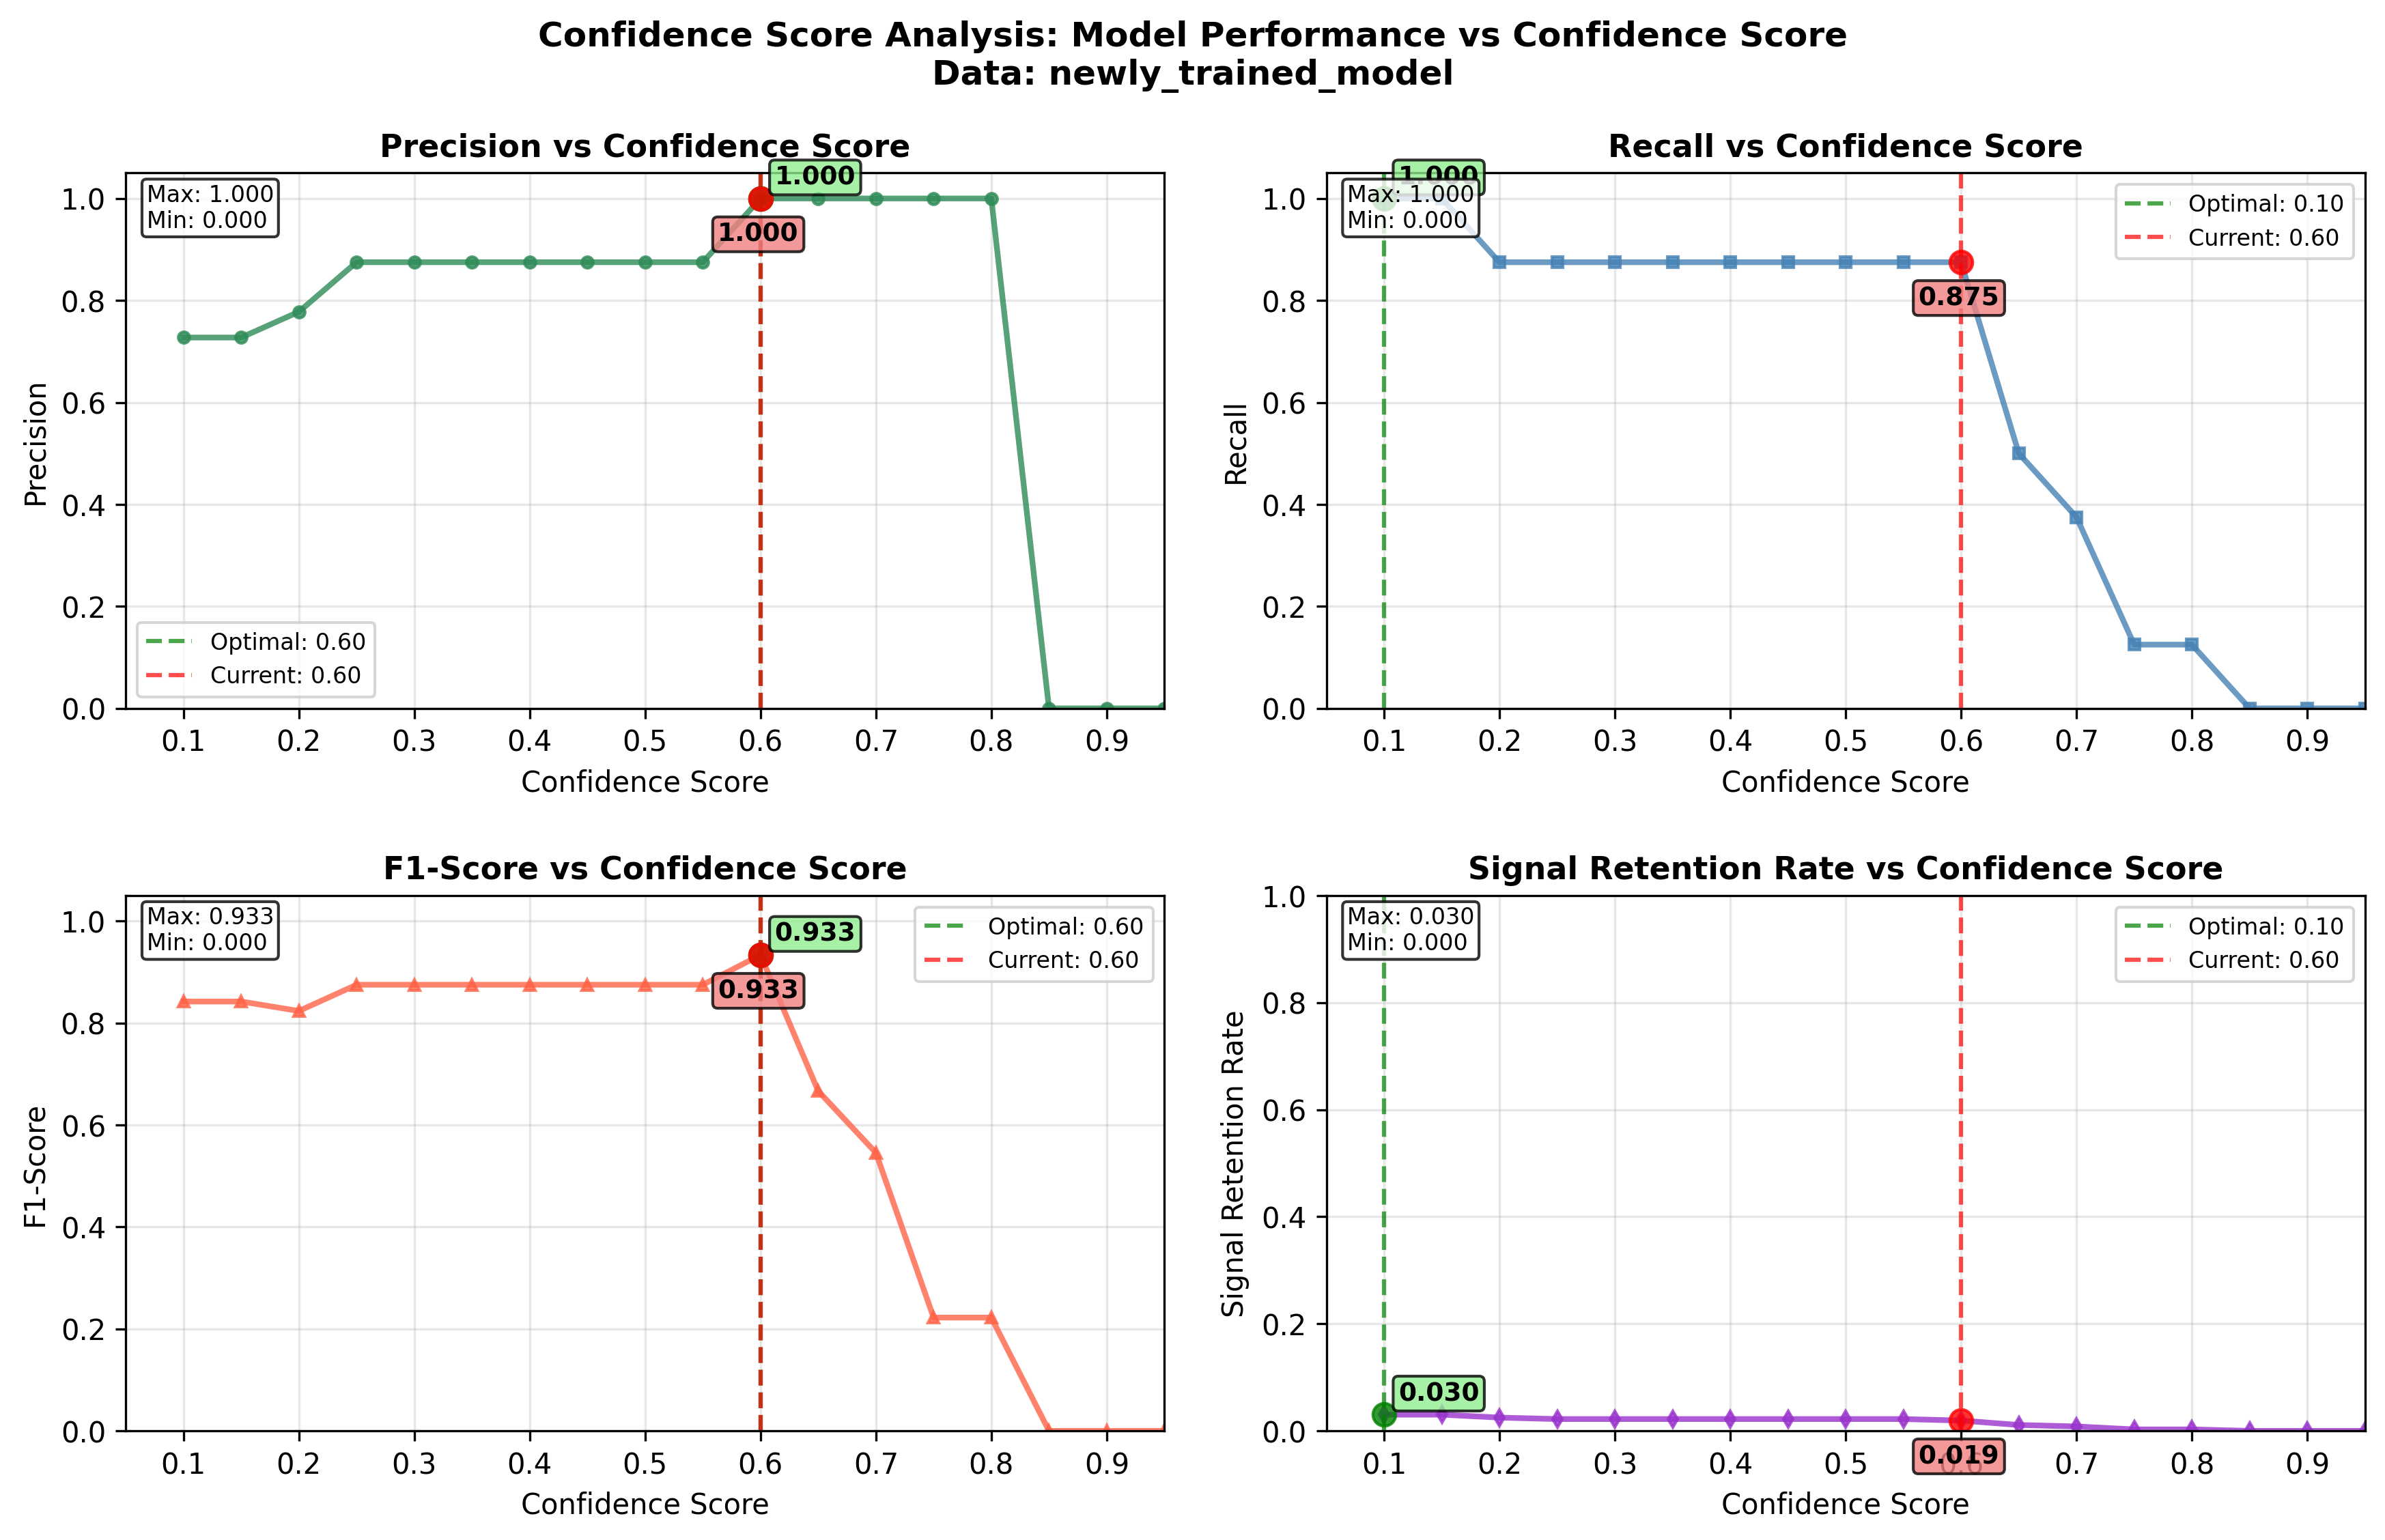 Confidence Score Analysis: Model Performance vs Confidence Score
Data: newly_trained_model
Precision vs Confidence Score
1.000
Max: 1.000
Min: 0.000
1.000
1.0
0.8
0.6
0.4
0.2
0.0
Precision
Optimal: 0.60
Current: 0.60
0.1 0.2 0.3 0.4 0.5 0.6 0.7 0.8 0.9
Confidence Score
Recall vs Confidence Score
1.000
Max: 1.000
Min: 0.000
Optimal: 0.10
Current: 0.60
0.875
1.0
0.8
0.6
0.4
0.2
0.0
Recall
0.1 0.2 0.3 0.4 0.5 0.6 0.7 0.8 0.9
Confidence Score
F1-Score vs Confidence Score
Max: 0.933
Min: 0.000
0.933
0.933
Optimal: 0.60
Current: 0.60
1.0
0.8
0.6
0.4
0.2
0.0
F1-Score
0.1 0.2 0.3 0.4 0.5 0.6 0.7 0.8 0.9
Confidence Score
Signal Retention Rate vs Confidence Score
Max: 0.030
Min: 0.000
Optimal: 0.10
Current: 0.60
1.0
0.8
0.6
0.4
0.2
0.0
Signal Retention Rate
0.030
0.019
0.1 0.2 0.3 0.4 0.5 0.7 0.8 0.9
Confidence Score